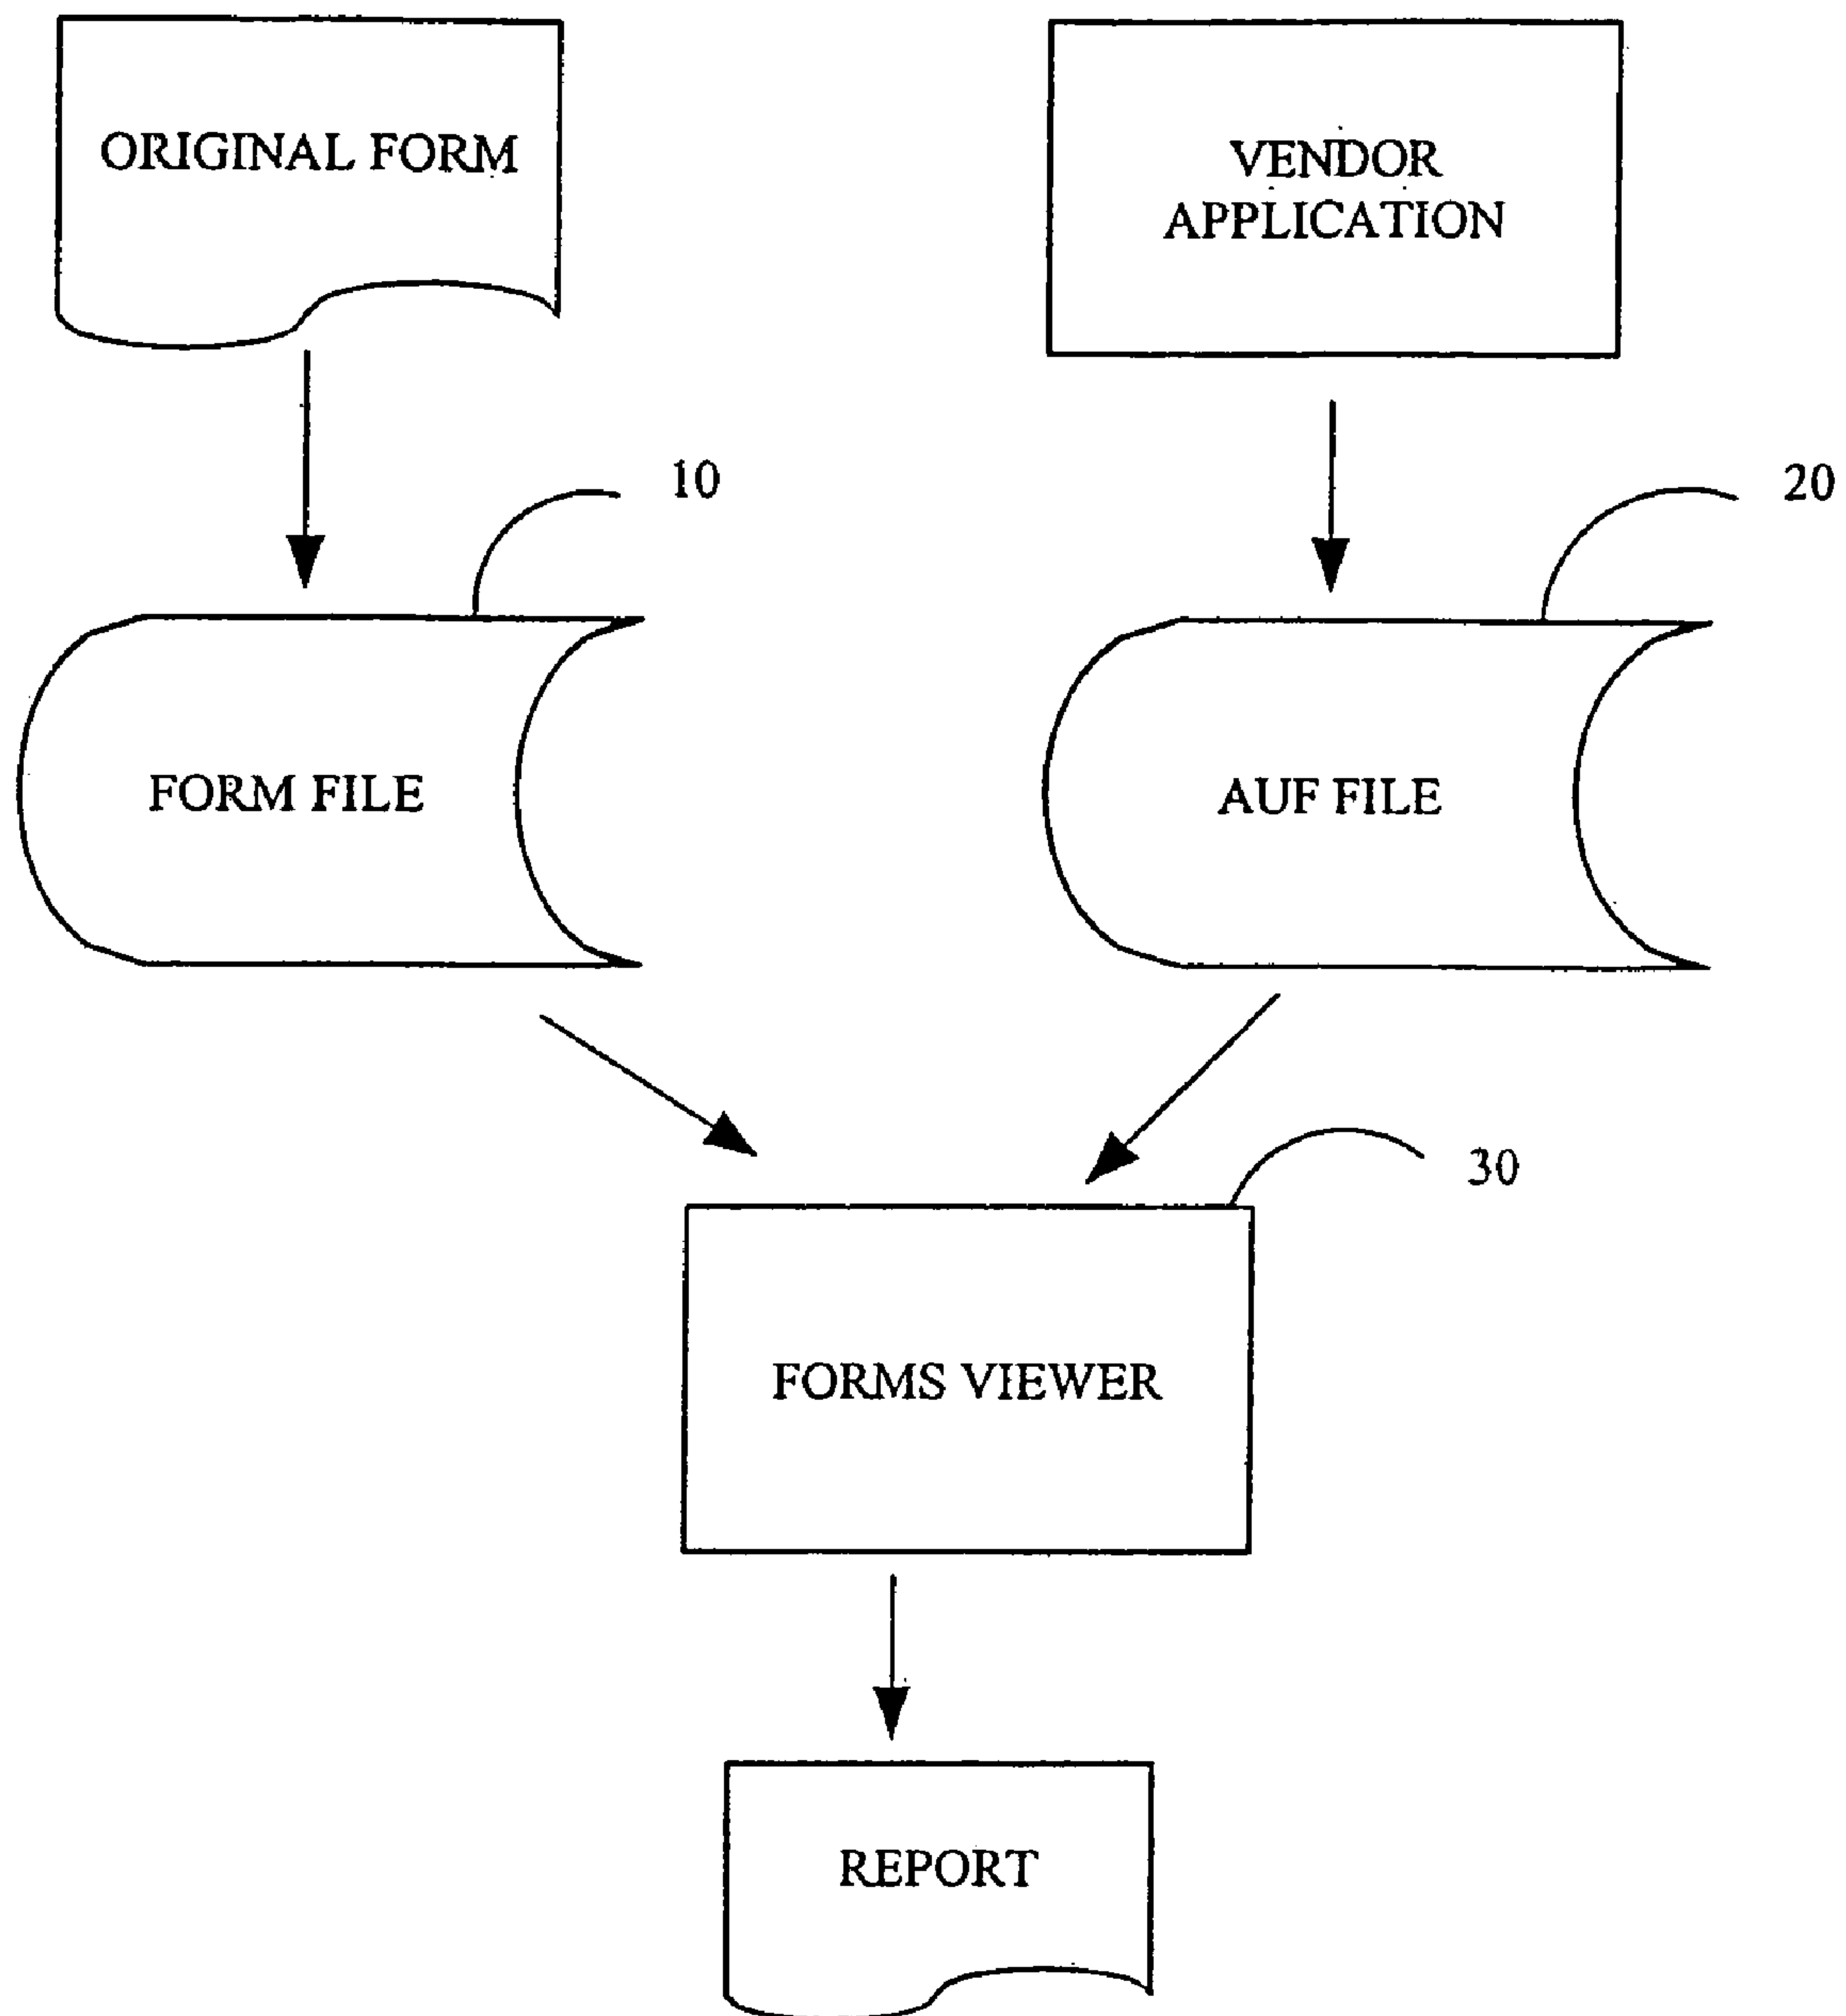 ORIGINAL FORM
VENDOR
APPLICATION
10
20
FORM FILE
AUF FILE
30
FORMS VIEWER
REPORT